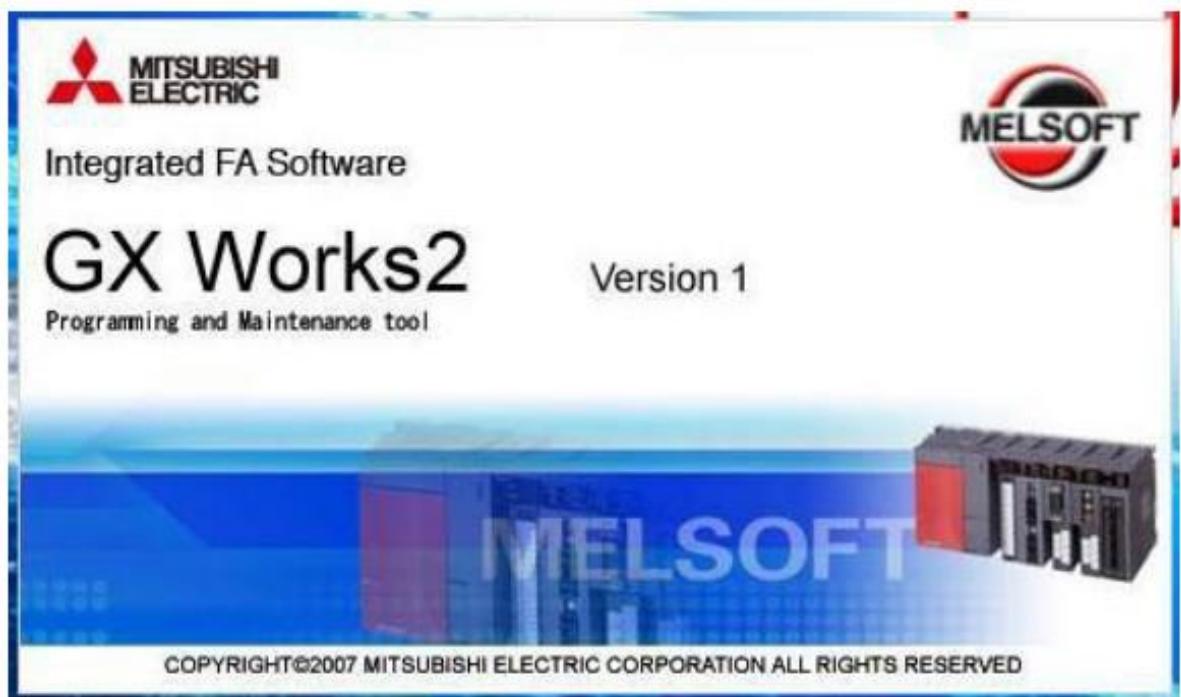 MITSUBISHI
ELECTRIC
MELSOFT
Integrated FA Software
GX Works2
Version 1
Programming and Maintenance tool
MELSOFT
COPYRIGHT©2007 MITSUBISHI ELECTRIC CORPORATION ALL RIGHTS RESERVED